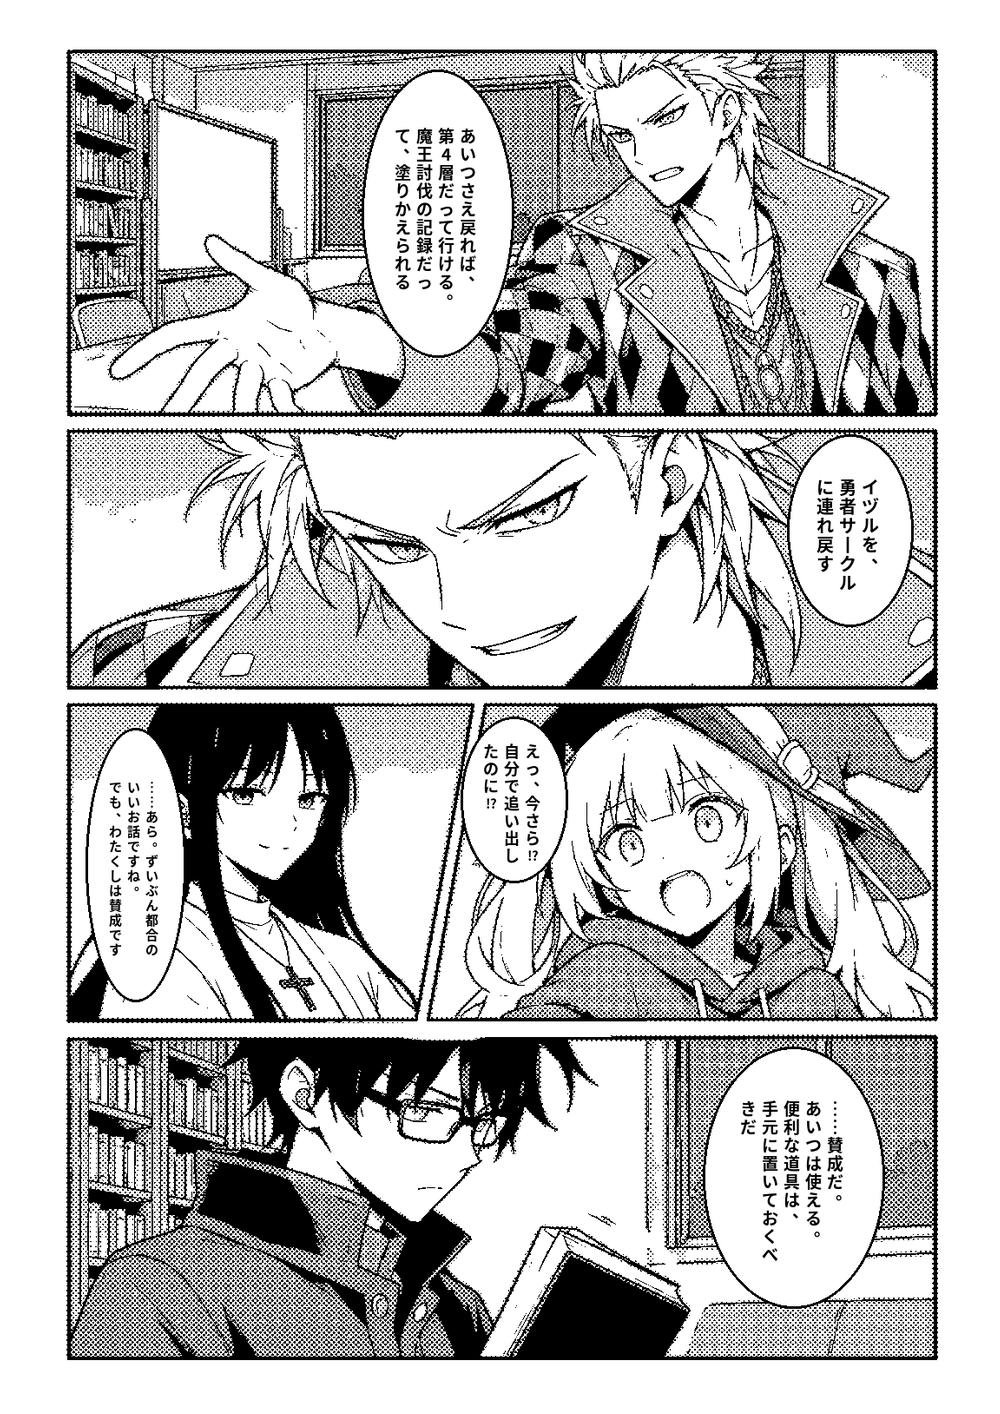 あいつさえ戻れば、
第4層だって行ける。
魔王討伐の記録だっ
て、塗りかえられる
イヅルを、
勇者サークル
に連れ戻す
えっ、今さら!?
自分で追い出し
たのに!?
……あら。ずいぶん都合の
いいお話ですね。
でも、わたくしは賛成です
……賛成だ。
あいつは使える。
便利な道具は、
手元に置いておくべ
きだ